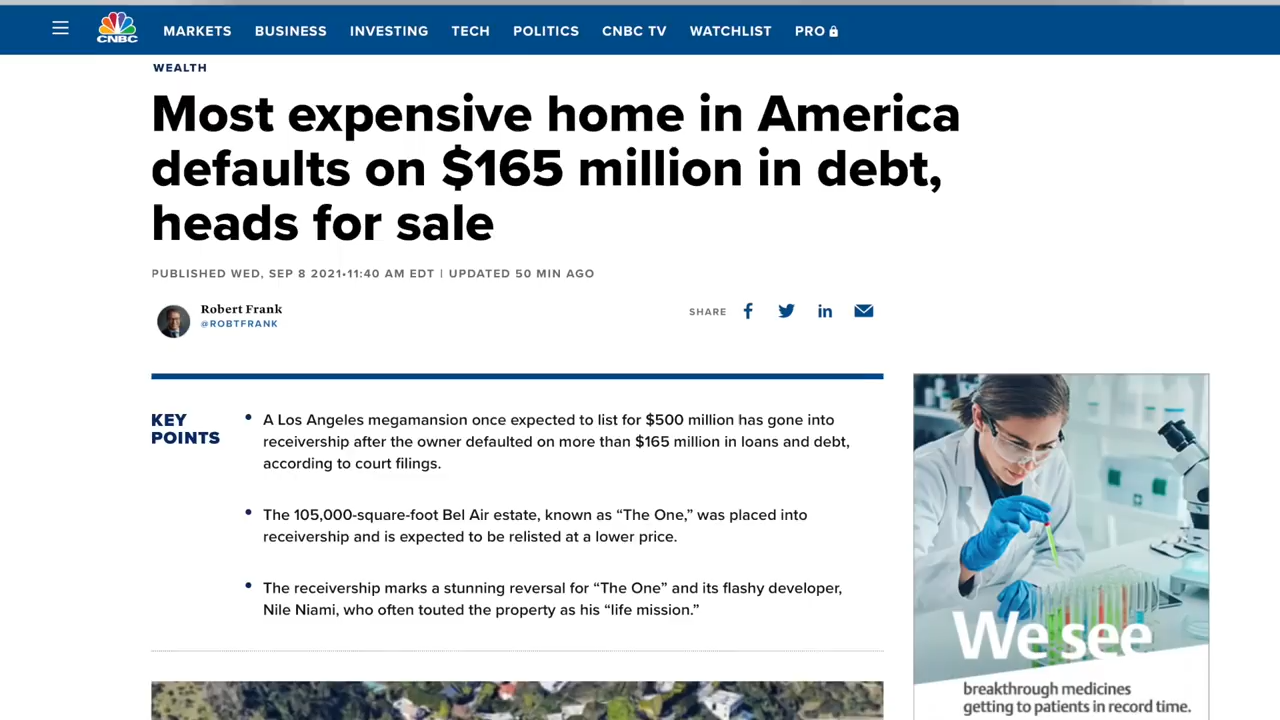 CNBC
MARKETS BUSINESS INVESTING TECH POLITICS CNBC TV WATCHLIST PRO
WEALTH
Most expensive home in America
defaults on $165 million in debt,
heads for sale
PUBLISHED WED, SEP 8 2021•11:40 AM EDT | UPDATED 50 MIN AGO
Robert Frank
@ROBTFRANK
SHARE
KEY
POINTS
• A Los Angeles megamansion once expected to list for $500 million has gone into
receivership after the owner defaulted on more than $165 million in loans and debt,
according to court filings.
• The 105,000-square-foot Bel Air estate, known as “The One,” was placed into
receivership and is expected to be relisted at a lower price.
• The receivership marks a stunning reversal for “The One” and its flashy developer,
Nile Niami, who often touted the property as his “life mission.”
We see
breakthrough medicines
getting to patients in record time.